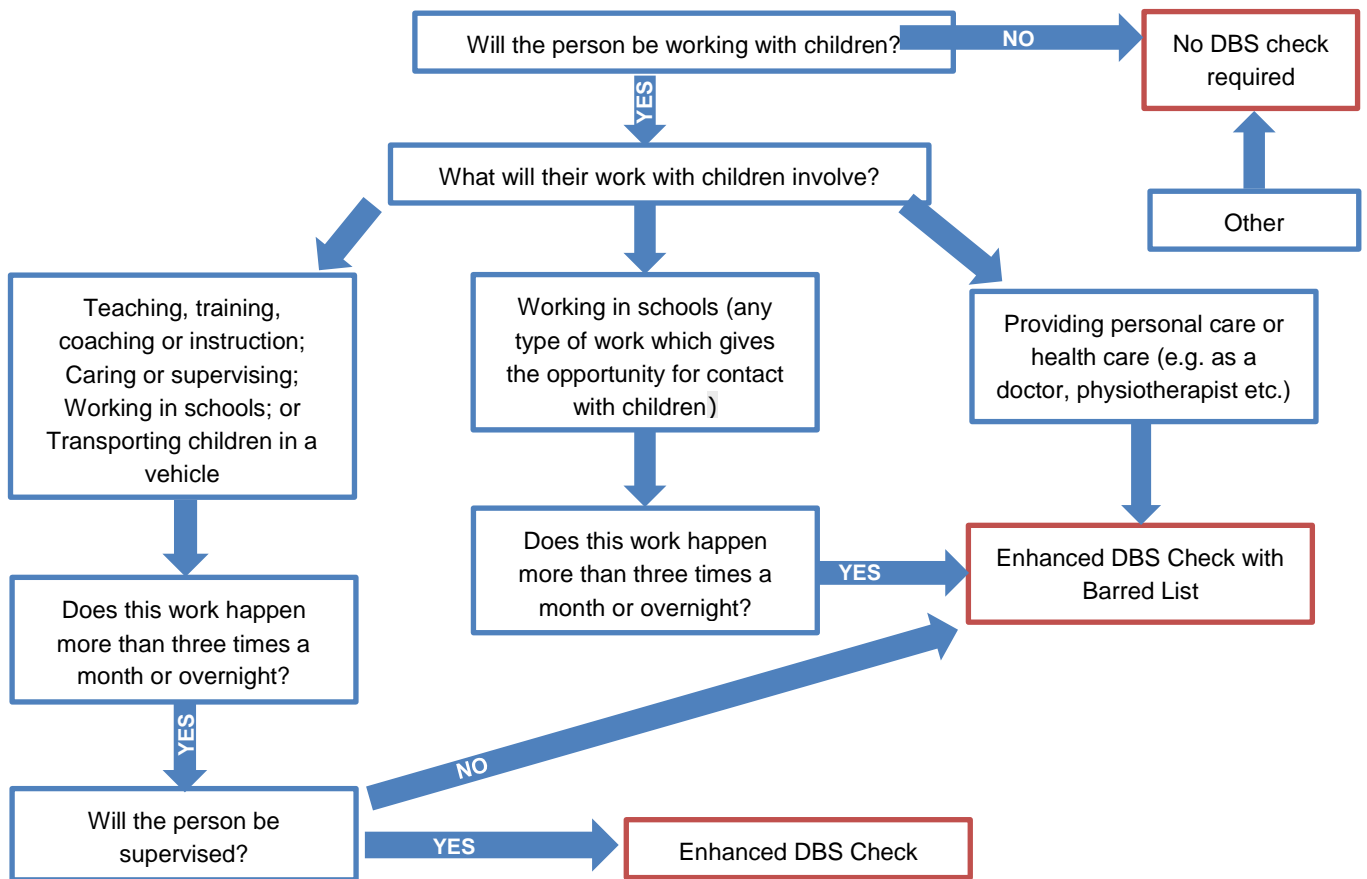 Will the person be working with children?
NO
No DBS check
required
YES
What will their work with children involve?
Other
Teaching, training,
coaching or instruction;
Caring or supervising;
Working in schools; or
Transporting children in a
vehicle
Working in schools (any
type of work which gives
the opportunity for contact
with children)
Providing personal care or
health care (e.g. as a
doctor, physiotherapist etc.)
Does this work happen
more than three times a
month or overnight?
YES
Enhanced DBS Check with
Barred List
Does this work happen
more than three times a
month or overnight?
YES
NO
Will the person be
supervised?
YES
Enhanced DBS Check